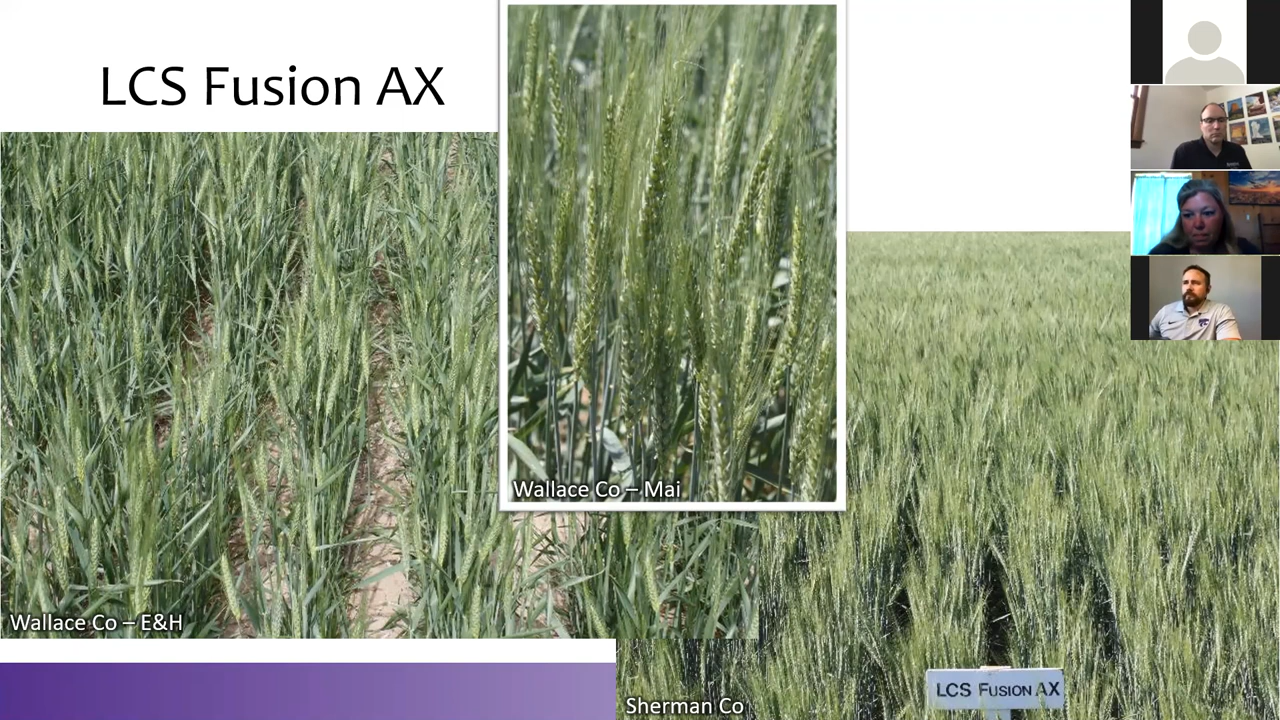 LCS Fusion AX
Wallace Co – Mai
Wallace Co – E&H
LCS FUSION AX
Sherman Co